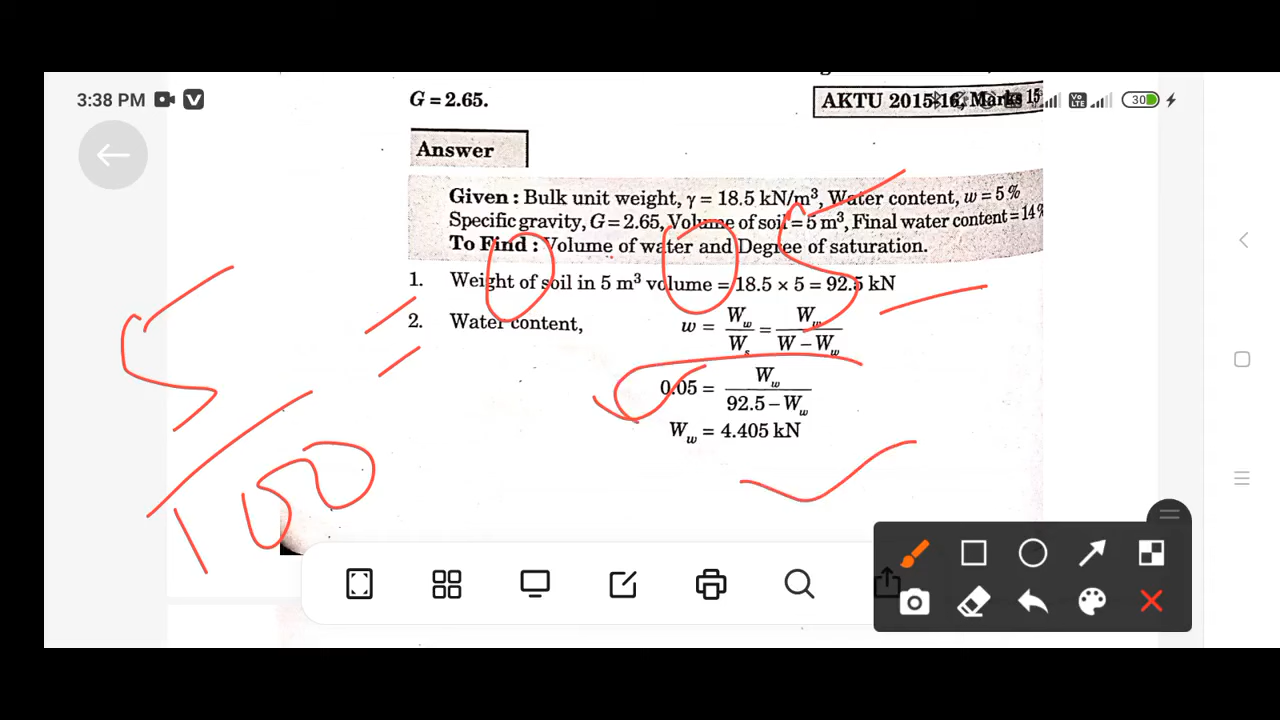 3:38 PM
30
G = 2.65.
AKTU 2015-16, Marks 15
Answer
Given : Bulk unit weight, γ = 18.5 kN/m³, Water content, w = 5 %
Specific gravity, G = 2.65, Volume of soil = 5 m³, Final water content = 14%
To Find : Volume of water and Degree of saturation.
1. Weight of soil in 5 m³ volume = 18.5 × 5 = 92.5 kN
2. Water content, w = W_w / W_s = W_w / (W – W_w)
0.05 = W_w / (92.5 – W_w)
W_w = 4.405 kN
5/100 = 0.05